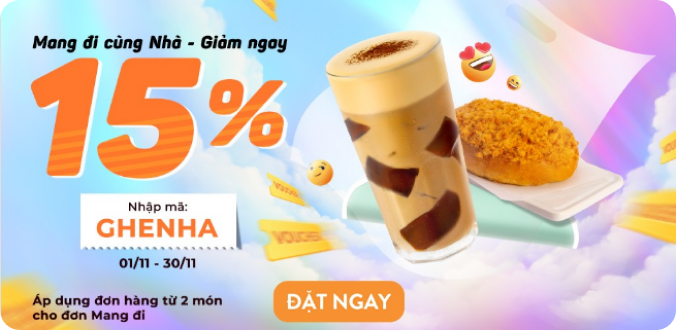 Mang đi cùng Nhà - Giảm ngay
15%
Nhập mã:
GHENHA
01/11 - 30/11
Áp dụng đơn hàng từ 2 món
cho đơn Mang đi
ĐẶT NGAY
VOUCHER